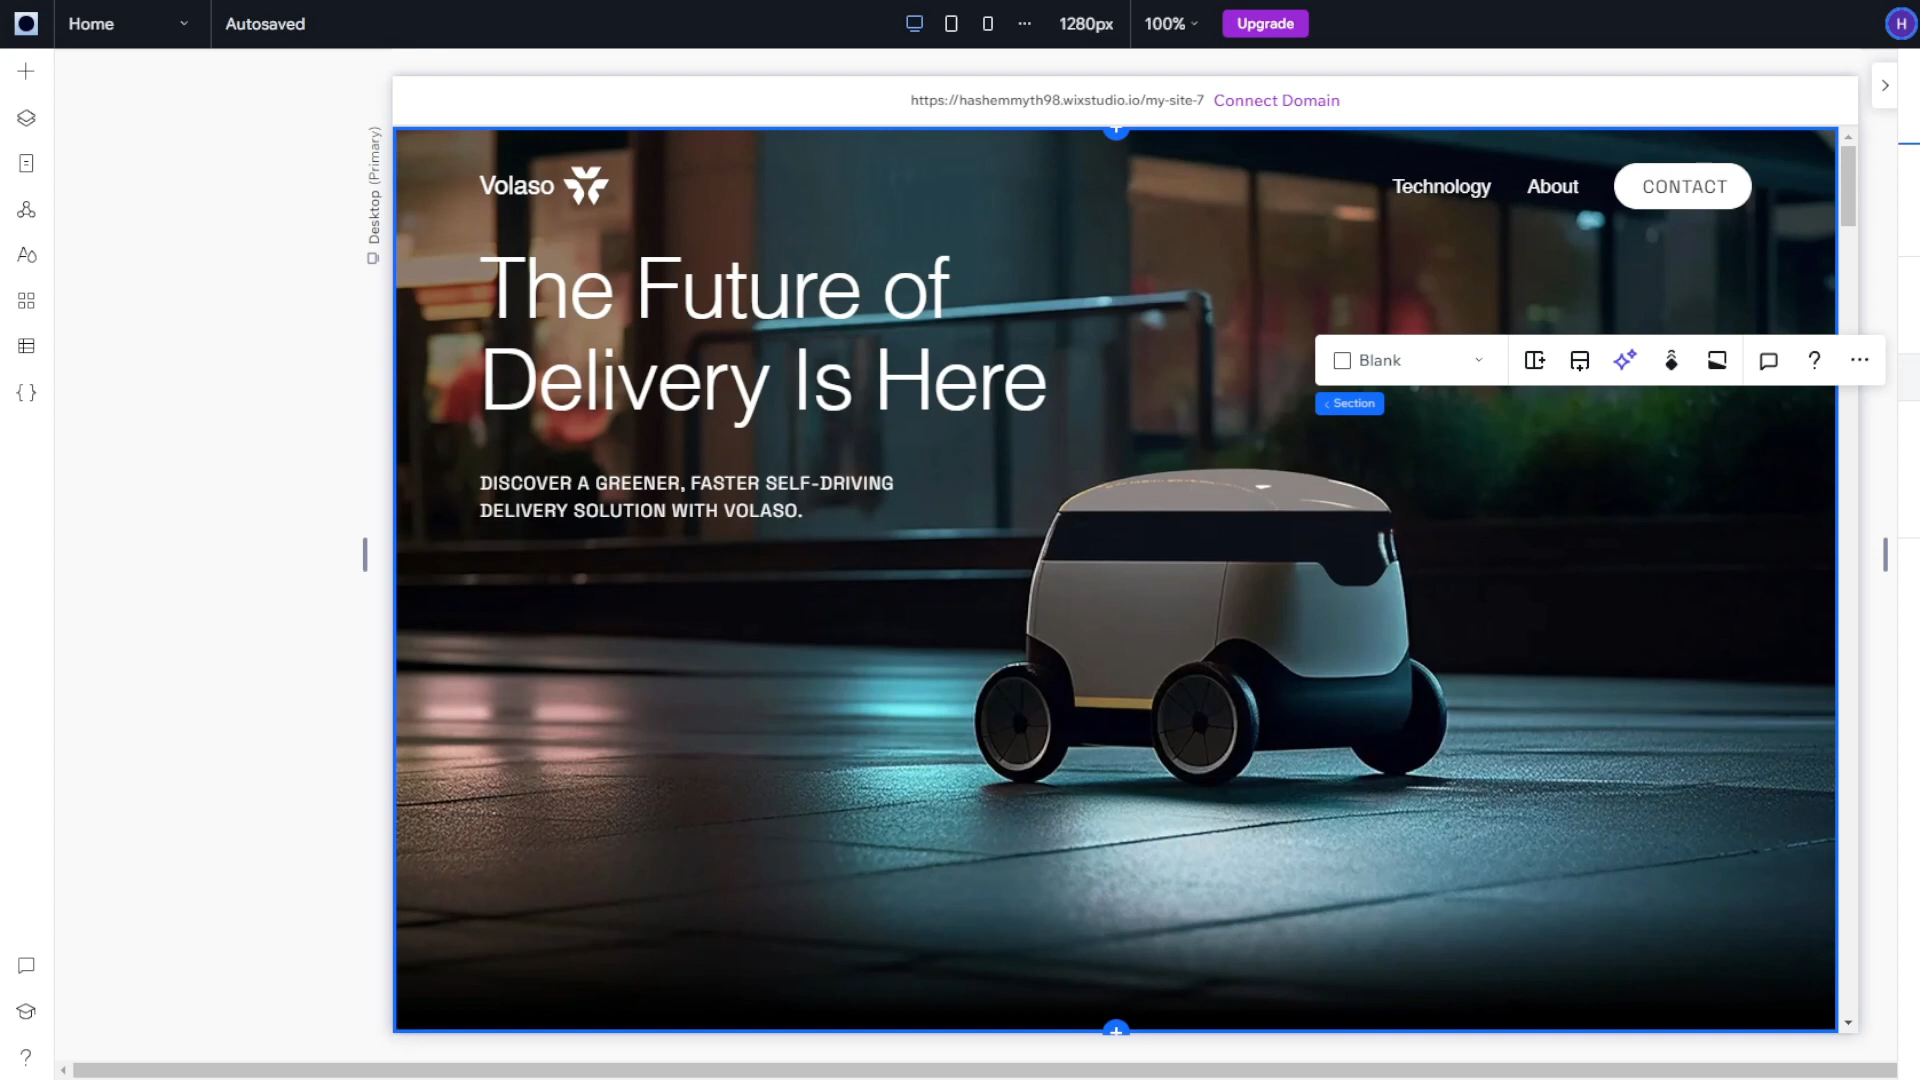 Home
Autosaved
1280px
100%
Upgrade
H
https://hashemmyth98.wixstudio.io/my-site-7 Connect Domain
Desktop (Primary)
Volaso
Technology
About
CONTACT
The Future of
Delivery Is Here
Blank
Section
DISCOVER A GREENER, FASTER SELF-DRIVING
DELIVERY SOLUTION WITH VOLASO.